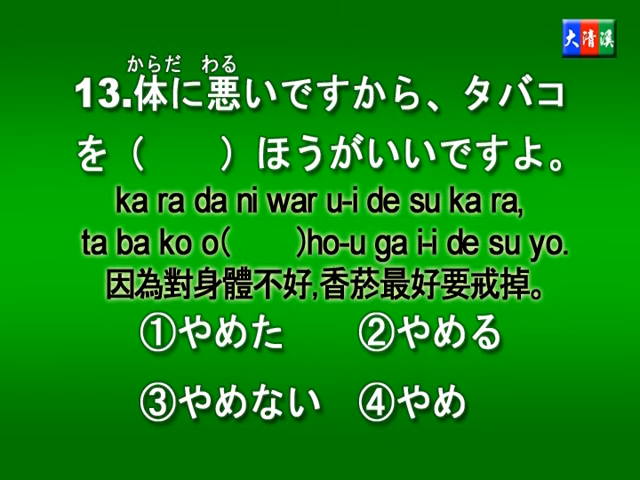 大清溪
からだ わる
13.体に悪いですから、タバコ
を（　　）ほうがいいですよ。
ka ra da ni war u-i de su ka ra,
ta ba ko o(　　)ho-u ga i-i de su yo.
因為對身體不好,香菸最好要戒掉。
①やめた　②やめる
③やめない　④やめ